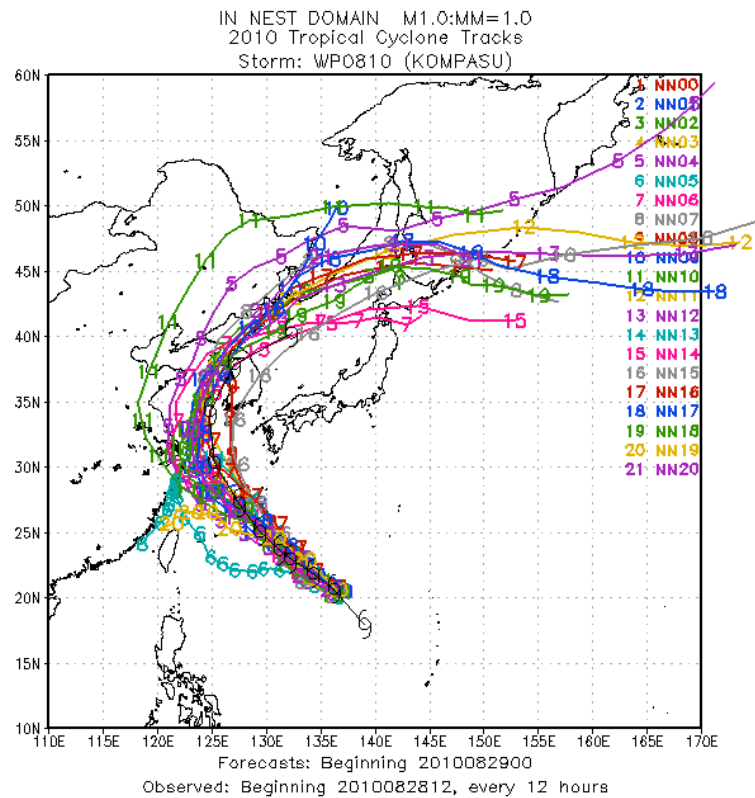 IN NEST DOMAIN M1.0:MM=1.0
2010 Tropical Cyclone Tracks
Storm: WP0810 (KOMPASU)
60N
55N
50N
45N
40N
35N
30N
25N
20N
15N
10N
1 NN00
2 NN01
3 NN02
4 NN03
5 NN04
6 NN05
7 NN06
8 NN07
9 NN08
10 NN09
11 NN10
12 NN11
13 NN12
14 NN13
15 NN14
16 NN15
17 NN16
18 NN17
19 NN18
20 NN19
21 NN20
110E 115E 120E 125E 130E 135E 140E 145E 150E 155E 160E 165E 170E
Forecasts: Beginning 2010082900
Observed: Beginning 2010082812, every 12 hours